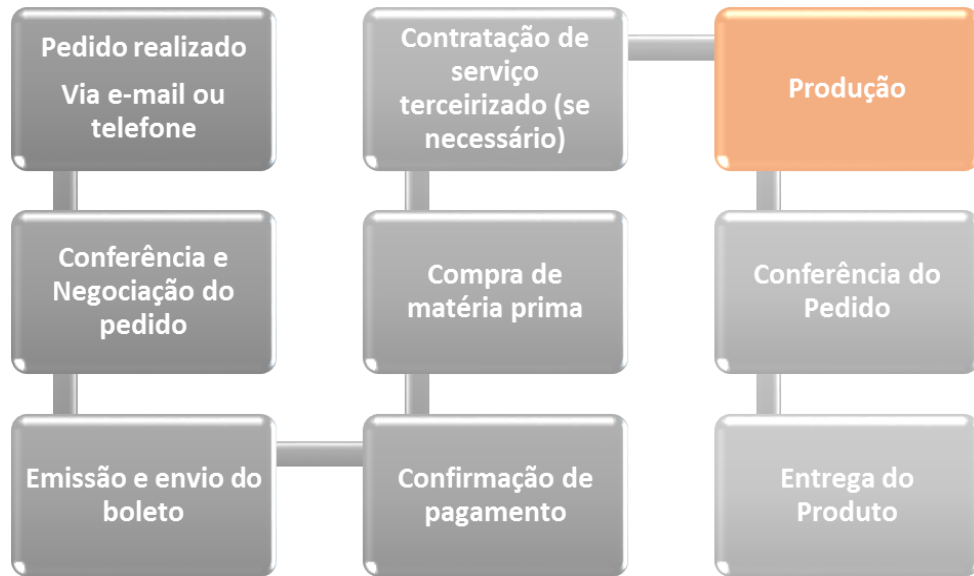 Pedido realizado
Via e-mail ou
telefone
Conferência e
Negociação do
pedido
Emissão e envio do
boleto
Confirmação de
pagamento
Compra de
matéria prima
Contratação de
serviço
terceirizado (se
necessário)
Produção
Conferência do
Pedido
Entrega do
Produto